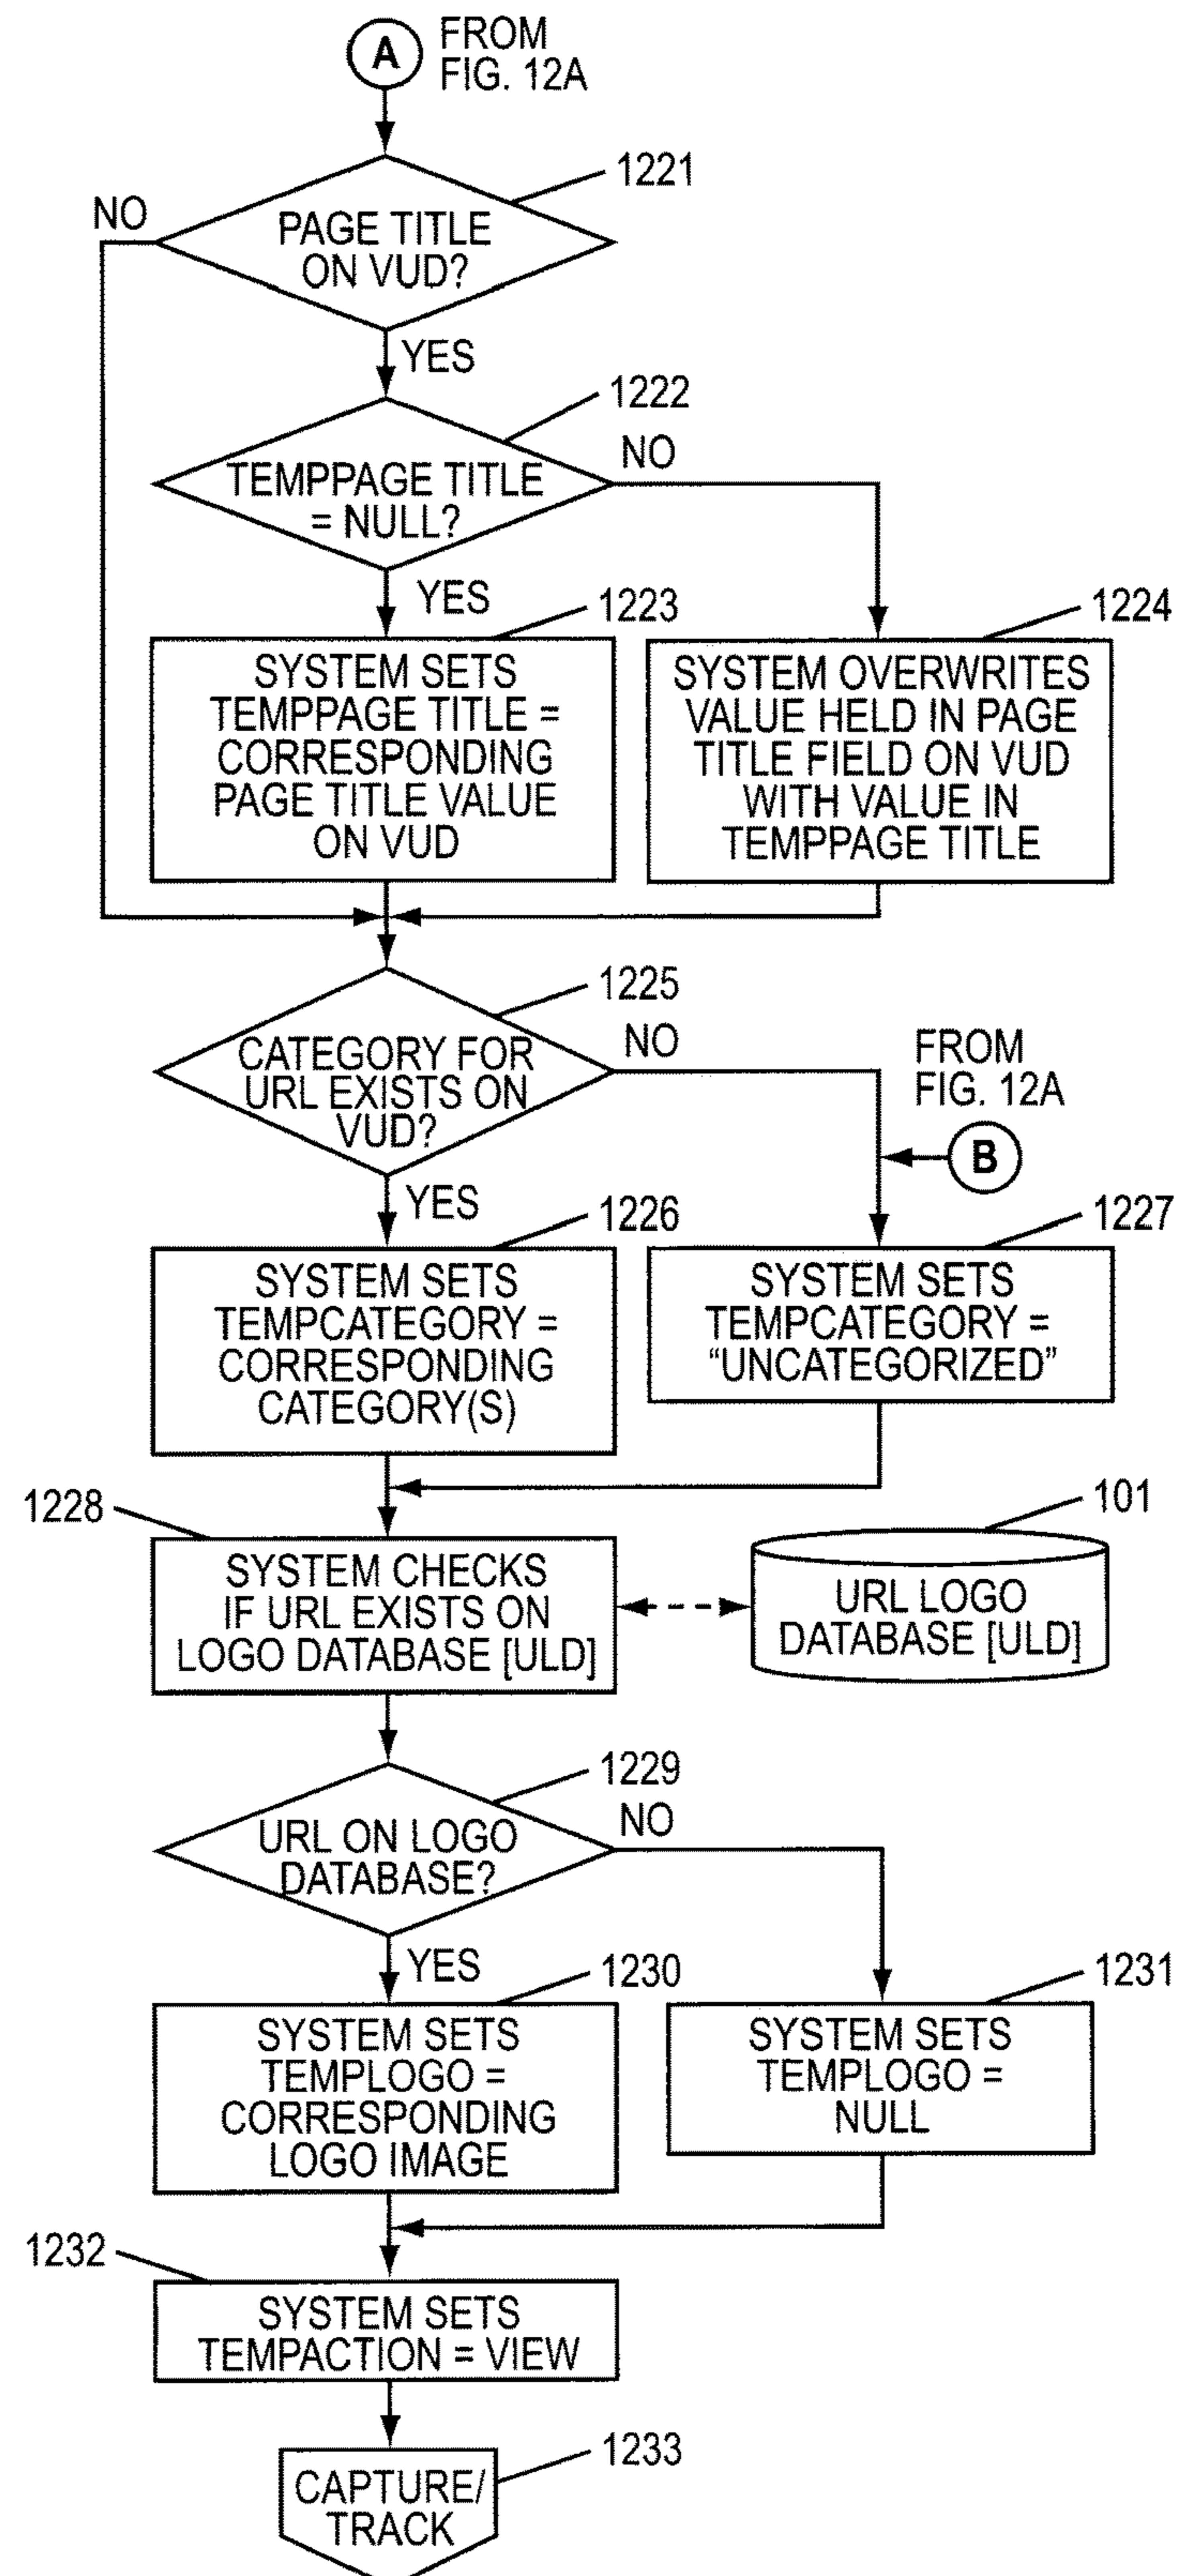 A
FROM
FIG. 12A
1221
NO
PAGE TITLE
ON VUD?
YES
1222
NO
TEMPPAGE TITLE
= NULL?
YES
1223
1224
SYSTEM SETS
TEMPPAGE TITLE =
CORRESPONDING
PAGE TITLE VALUE
ON VUD
SYSTEM OVERWRITES
VALUE HELD IN PAGE
TITLE FIELD ON VUD
WITH VALUE IN
TEMPPAGE TITLE
1225
NO
CATEGORY FOR
URL EXISTS ON
VUD?
FROM
FIG. 12A
B
YES
1226
1227
SYSTEM SETS
TEMPCATEGORY =
CORRESPONDING
CATEGORY(S)
SYSTEM SETS
TEMPCATEGORY =
“UNCATEGORIZED”
1228
101
SYSTEM CHECKS
IF URL EXISTS ON
LOGO DATABASE [ULD]
URL LOGO
DATABASE [ULD]
1229
NO
URL ON LOGO
DATABASE?
YES
1230
1231
SYSTEM SETS
TEMPLOGO =
CORRESPONDING
LOGO IMAGE
SYSTEM SETS
TEMPLOGO =
NULL
1232
SYSTEM SETS
TEMPACTION = VIEW
1233
CAPTURE/
TRACK